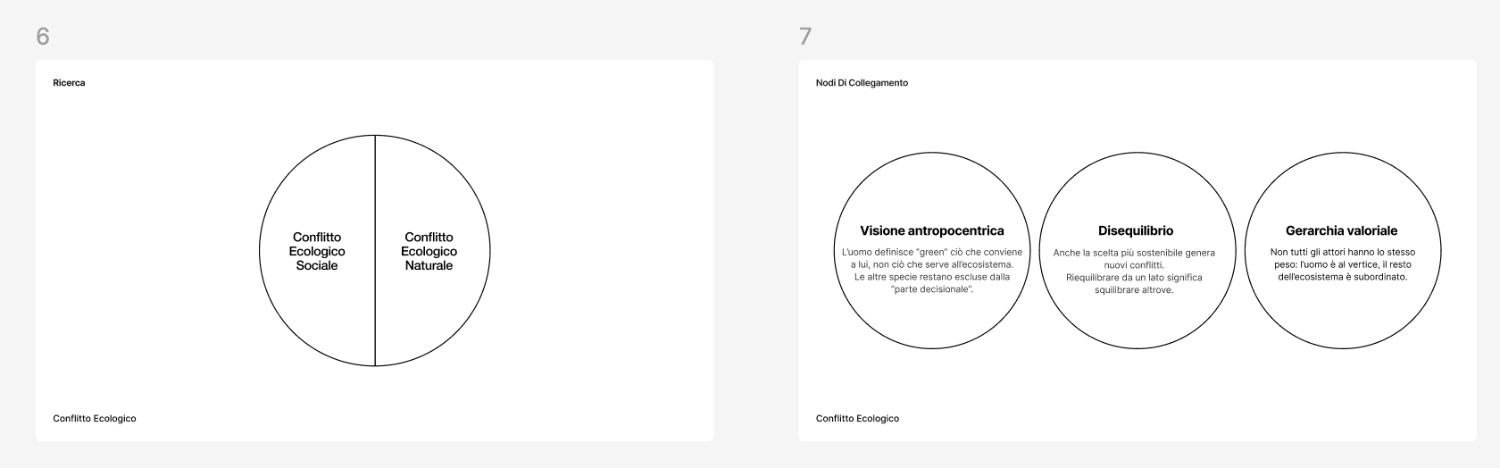 6
Ricerca
Conflitto
Ecologico
Sociale
Conflitto
Ecologico
Naturale
Conflitto Ecologico
7
Nodi Di Collegamento
Visione antropocentrica
L'uomo definisce "green" ciò che conviene
a lui, non ciò che serve all'ecosistema.
Le altre specie restano escluse dalla
"parte decisionale".
Disequilibrio
Anche la scelta più sostenibile genera
nuovi conflitti.
Riequilibrare da un lato significa
squilibrare altrove.
Gerarchia valoriale
Non tutti gli attori hanno lo stesso
peso: l'uomo è al vertice, il resto
dell'ecosistema è subordinato.
Conflitto Ecologico